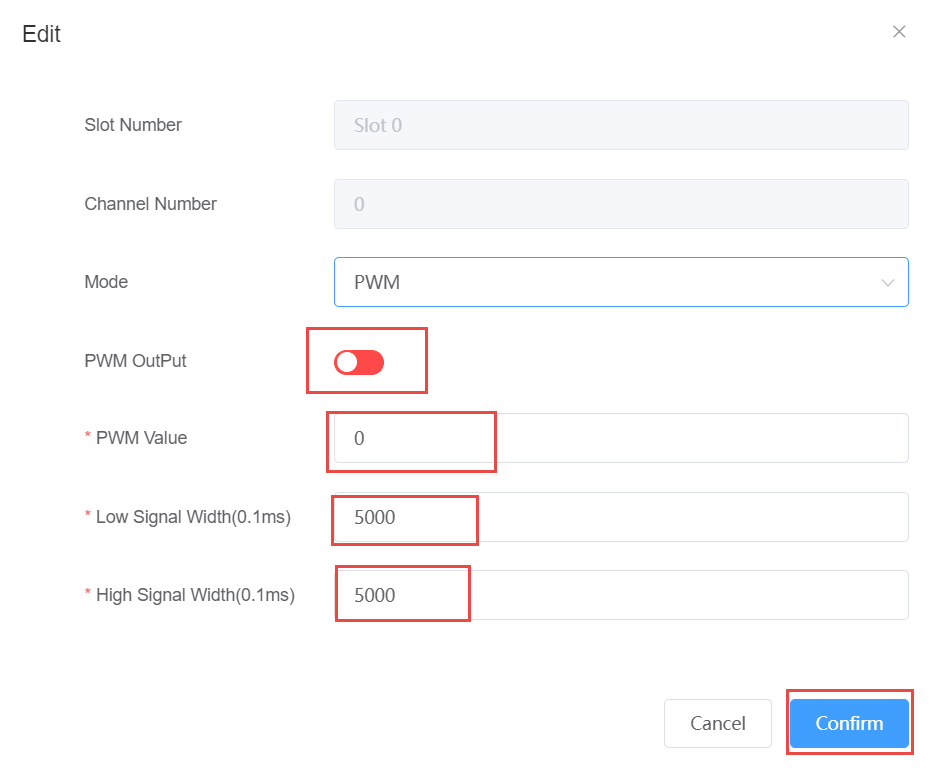 Edit
Slot Number Slot 0
Channel Number 0
Mode PWM
PWM OutPut
* PWM Value 0
* Low Signal Width(0.1ms) 5000
* High Signal Width(0.1ms) 5000
Cancel Confirm